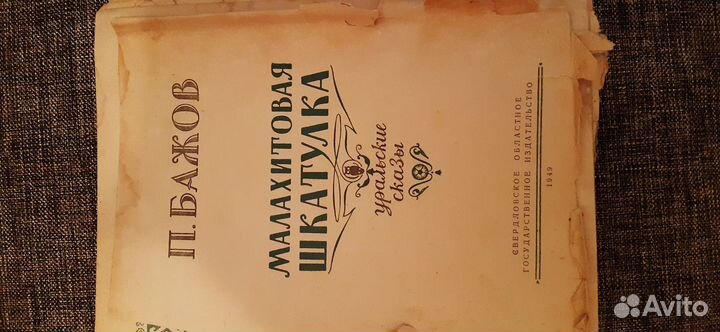 П. БАЖОВ
МАЛАХИТОВАЯ
ШКАТУЛКА
уральские
сказы
СВЕРДЛОВСКОЕ ОБЛАСТНОЕ
ГОСУДАРСТВЕННОЕ ИЗДАТЕЛЬСТВО
1949
Avito